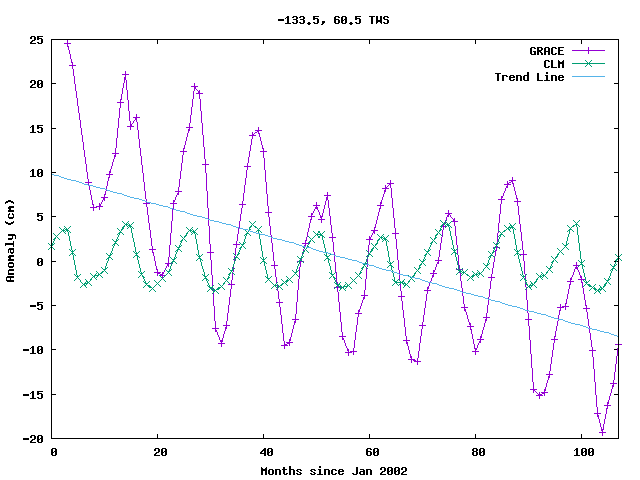 -133.5, 60.5 TWS
GRACE
CLM
Trend Line
25
20
15
10
5
0
-5
-10
-15
-20
Anomaly (cm)
0 20 40 60 80 100
Months since Jan 2002